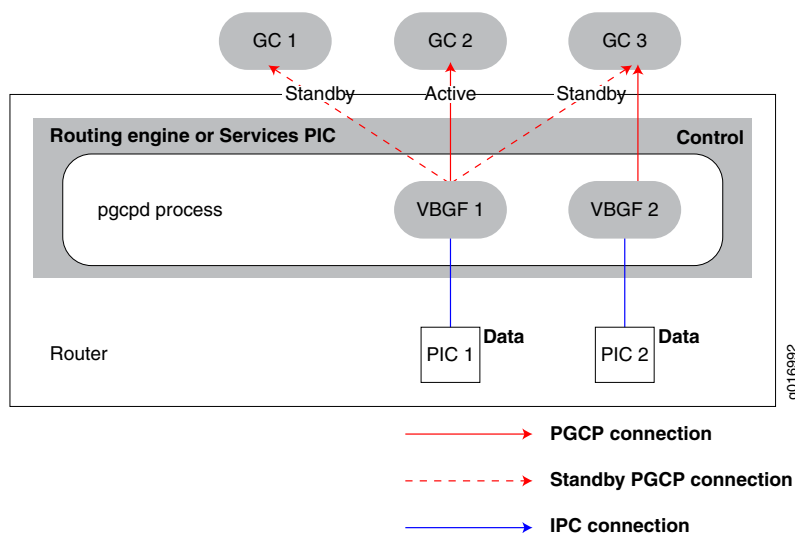 GC 1
GC 2
GC 3
Standby
Active
Standby
Routing engine or Services PIC
Control
pgcpd process
VBGF 1
VBGF 2
Router
PIC 1
Data
PIC 2
Data
g016992
PGCP connection
Standby PGCP connection
IPC connection